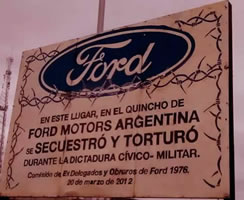 Ford
EN ESTE LUGAR, EN EL QUINCHO DE
FORD MOTORS ARGENTINA
SE SECUESTRÓ Y TORTURÓ
DURANTE LA DICTADURA CÍVICO- MILITAR.
Comisión de Ex Delegados y Obreros de Ford 1976.
20 de marzo de 2012